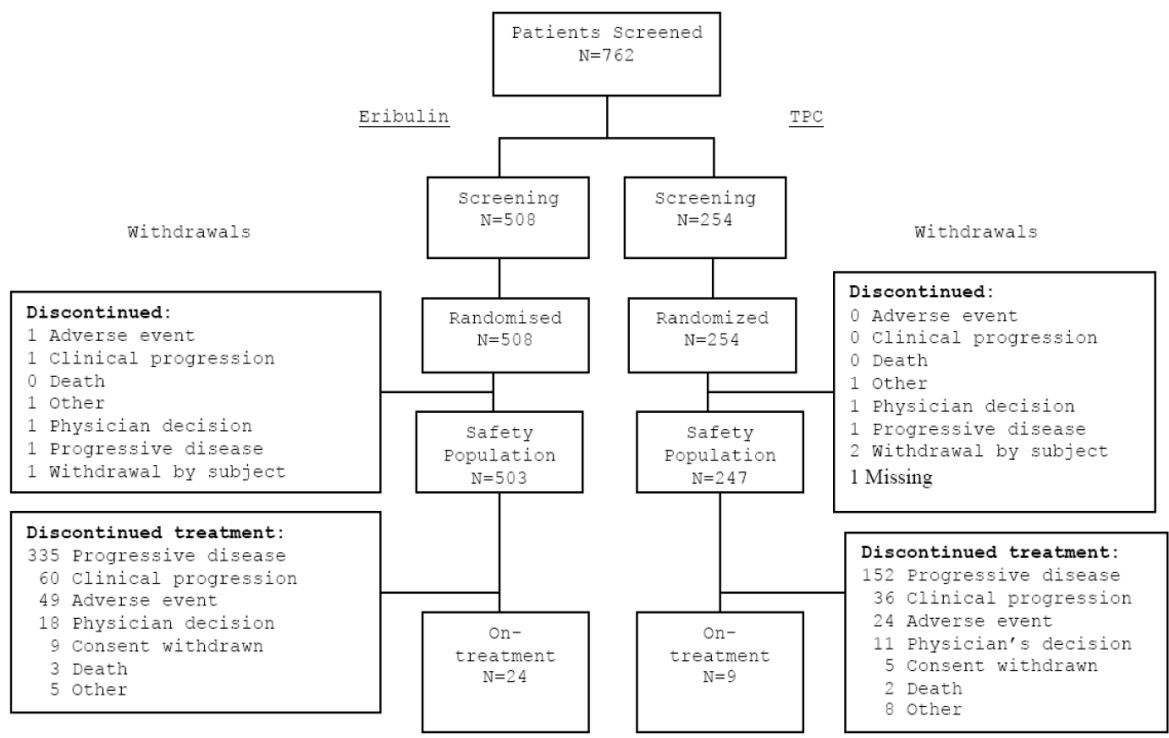 Patients Screened
N=762
Eribulin
TPC
Screening
N=508
Screening
N=254
Withdrawals
Withdrawals
Discontinued:
1 Adverse event
1 Clinical progression
0 Death
1 Other
1 Physician decision
1 Progressive disease
1 Withdrawal by subject
Randomised
N=508
Randomized
N=254
Discontinued:
0 Adverse event
0 Clinical progression
0 Death
1 Other
1 Physician decision
1 Progressive disease
2 Withdrawal by subject
1 Missing
Safety
Population
N=503
Safety
Population
N=247
Discontinued treatment:
335 Progressive disease
60 Clinical progression
49 Adverse event
18 Physician decision
9 Consent withdrawn
3 Death
5 Other
On-
treatment
N=24
On-
treatment
N=9
Discontinued treatment:
152 Progressive disease
36 Clinical progression
24 Adverse event
11 Physician's decision
5 Consent withdrawn
2 Death
8 Other